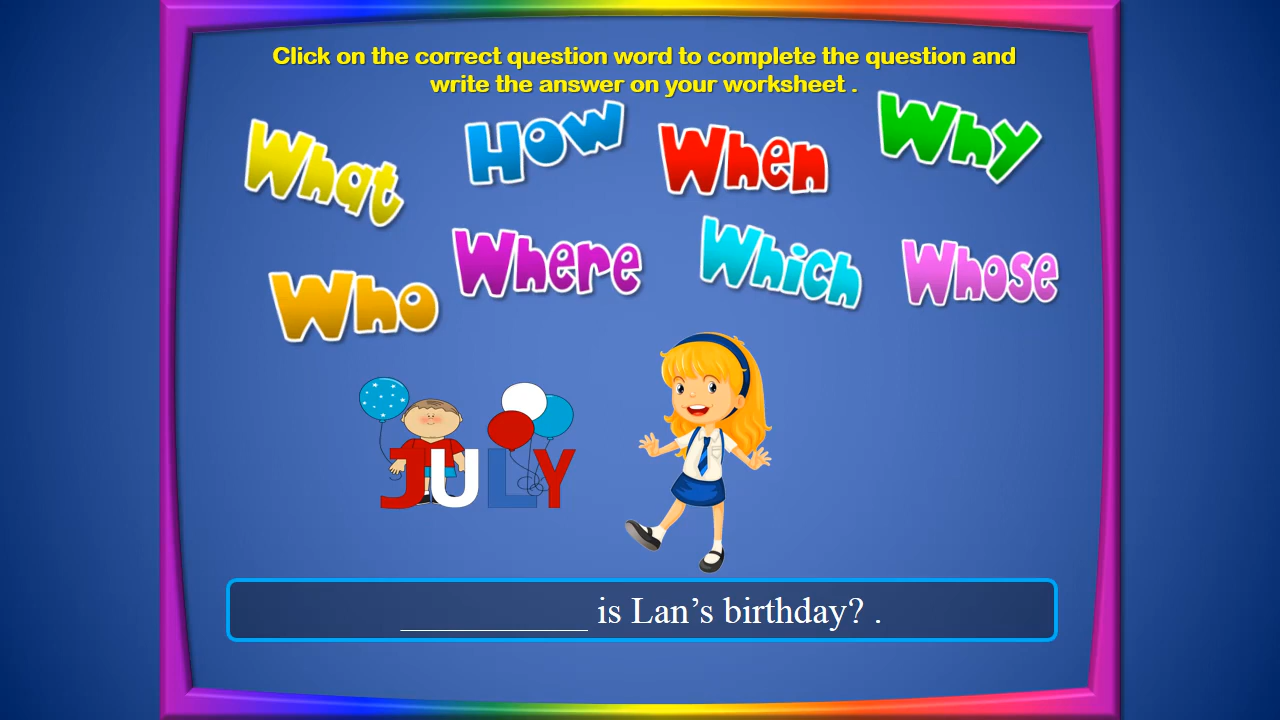 Click on the correct question word to complete the question and
write the answer on your worksheet .
What
How
When
Why
Who
Where
Which
Whose
JULY
__________ is Lan’s birthday? .